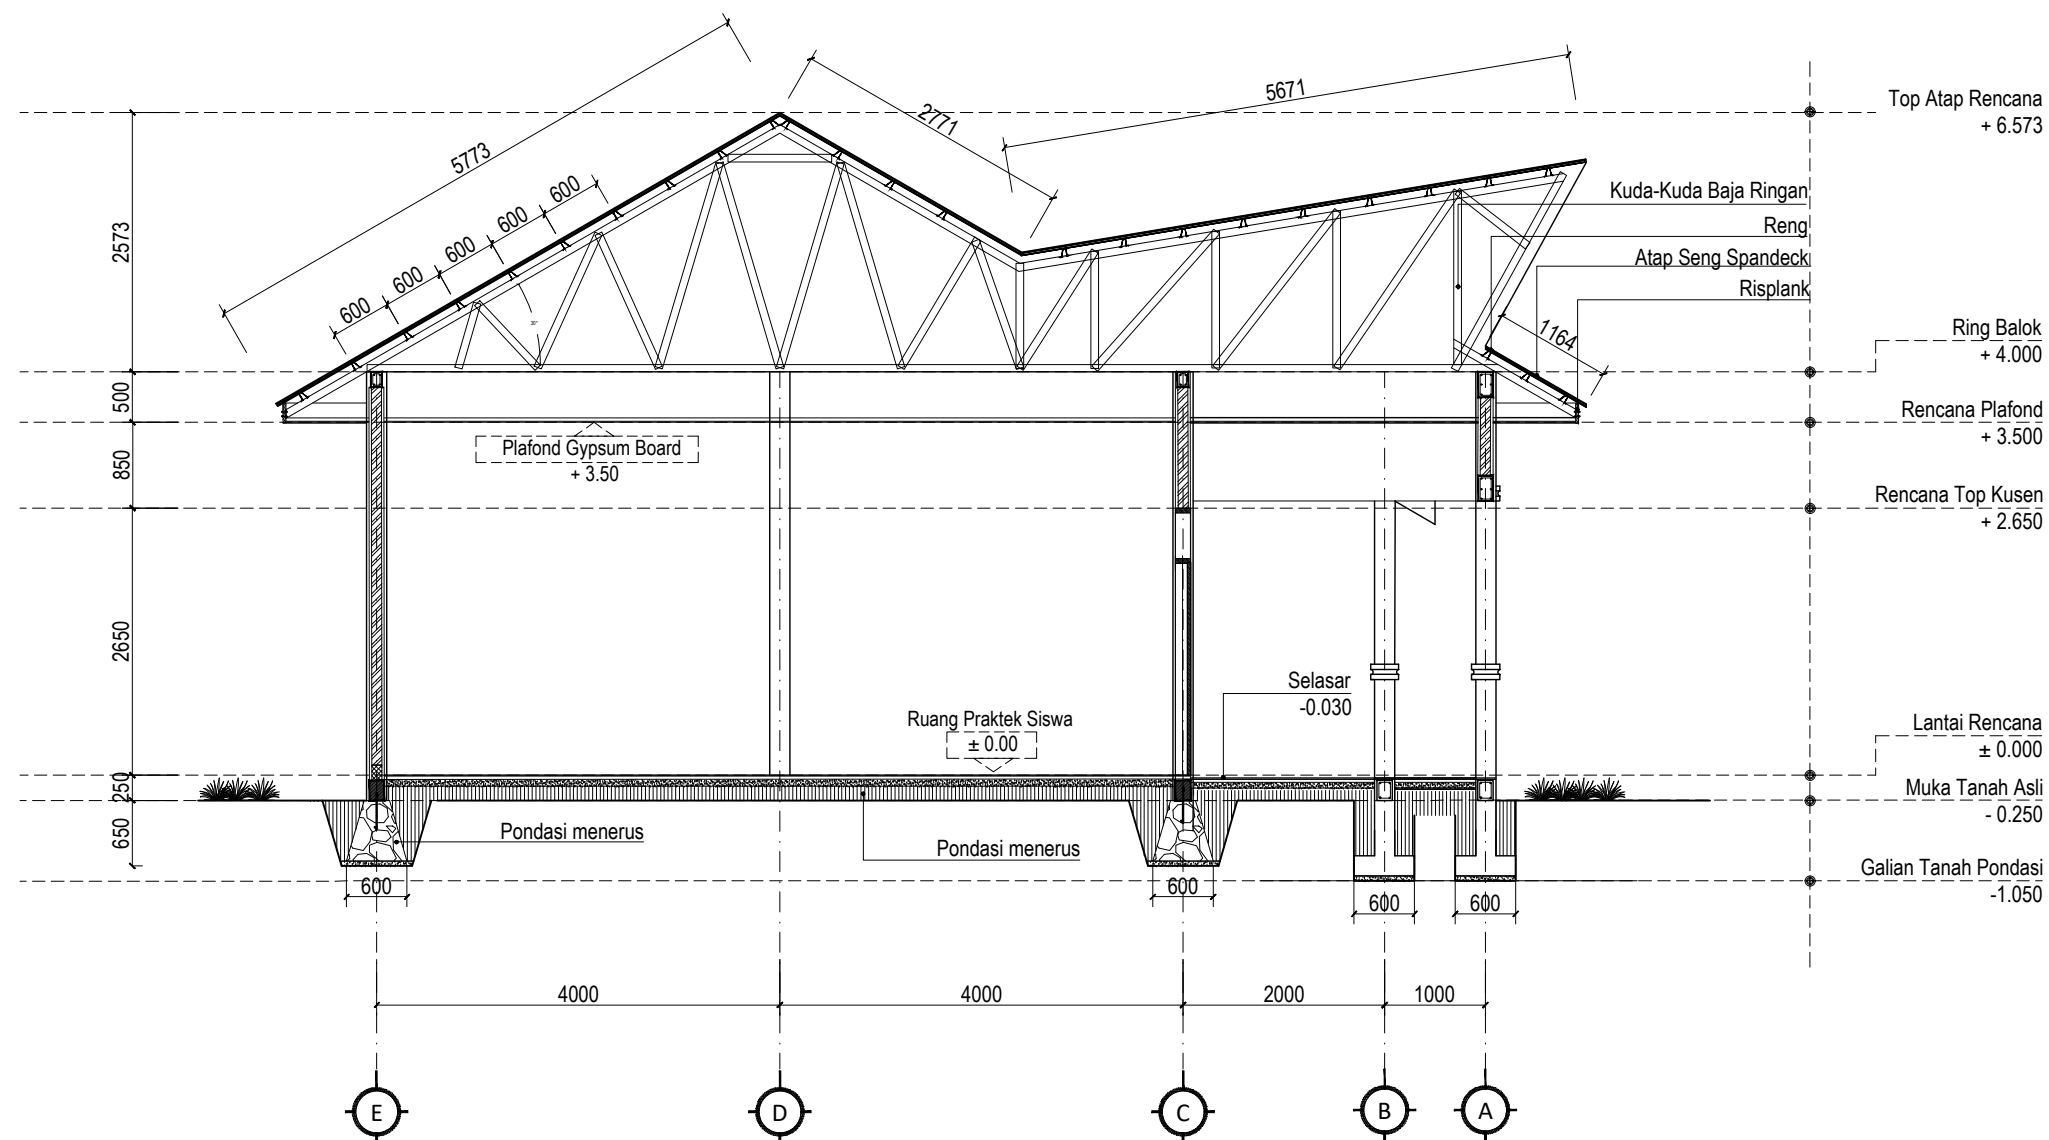 5773
2771
5671
Top Atap Rencana
+ 6.573
600
600
600
600
600
Kuda-Kuda Baja Ringan
Reng
Atap Seng Spandeck
Risplank
2573
30°
1164
Ring Balok
+ 4.000
500
Rencana Plafond
+ 3.500
Plafond Gypsum Board
+ 3.50
850
Rencana Top Kusen
+ 2.650
2650
Selasar
-0.030
Ruang Praktek Siswa
± 0.00
Lantai Rencana
± 0.000
250
Muka Tanah Asli
- 0.250
650
Pondasi menerus
Pondasi menerus
Galian Tanah Pondasi
-1.050
600
600
600
600
4000
4000
2000
1000
E
D
C
B
A